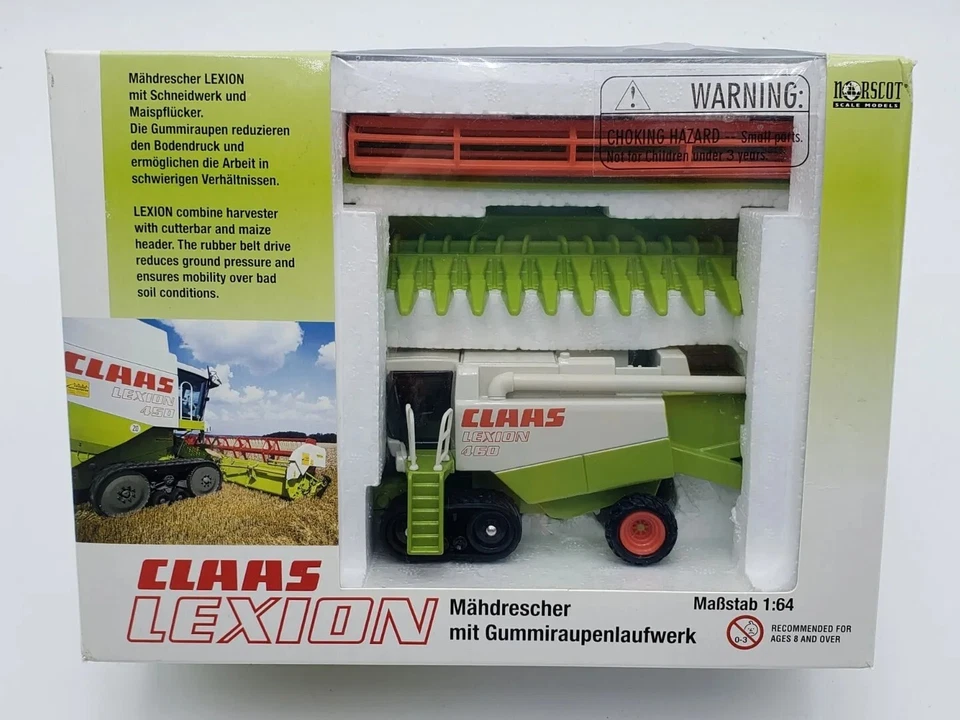 Mähdrescher LEXION
mit Schneidwerk und
Maispflücker.
Die Gummiraupen reduzieren
den Bodendruck und
ermöglichen die Arbeit in
schwierigen Verhältnissen.
LEXION combine harvester
with cutterbar and maize
header. The rubber belt drive
reduces ground pressure and
ensures mobility over bad
soil conditions.
WARNING:
CHOKING HAZARD -- Small parts.
Not for Children under 3 years.
NORSCOT
SCALE MODELS
CLAAS
LEXION
450
20
CLAAS
LEXION
460
CLAAS
LEXION
Mähdrescher
mit Gummiraupenlaufwerk
Maßstab 1:64
0-3
RECOMMENDED FOR
AGES 8 AND OVER